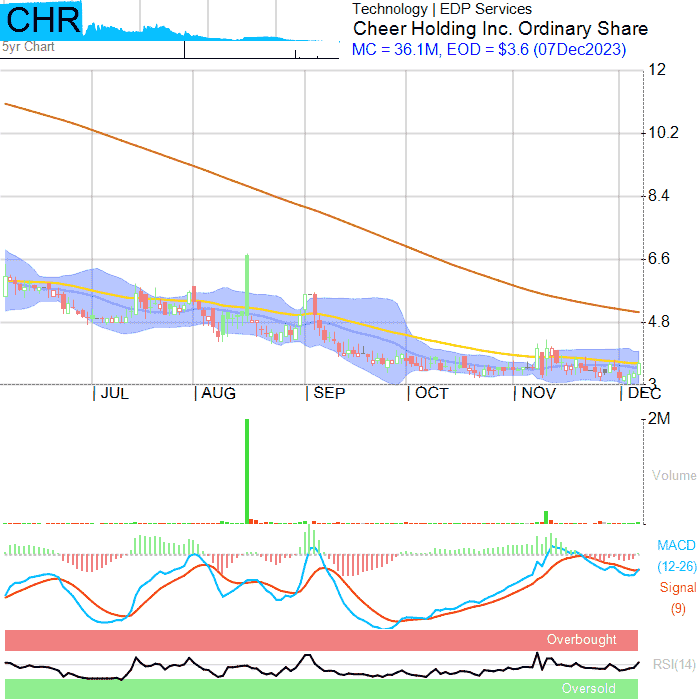 CHR
5yr Chart
Technology | EDP Services
Cheer Holding Inc. Ordinary Share
MC = 36.1M, EOD = $3.6 (07Dec2023)
12
10.2
8.4
6.6
4.8
3
JUL AUG SEP OCT NOV DEC
2M
Volume
MACD
(12-26)
Signal
(9)
Overbought
RSI(14)
Oversold